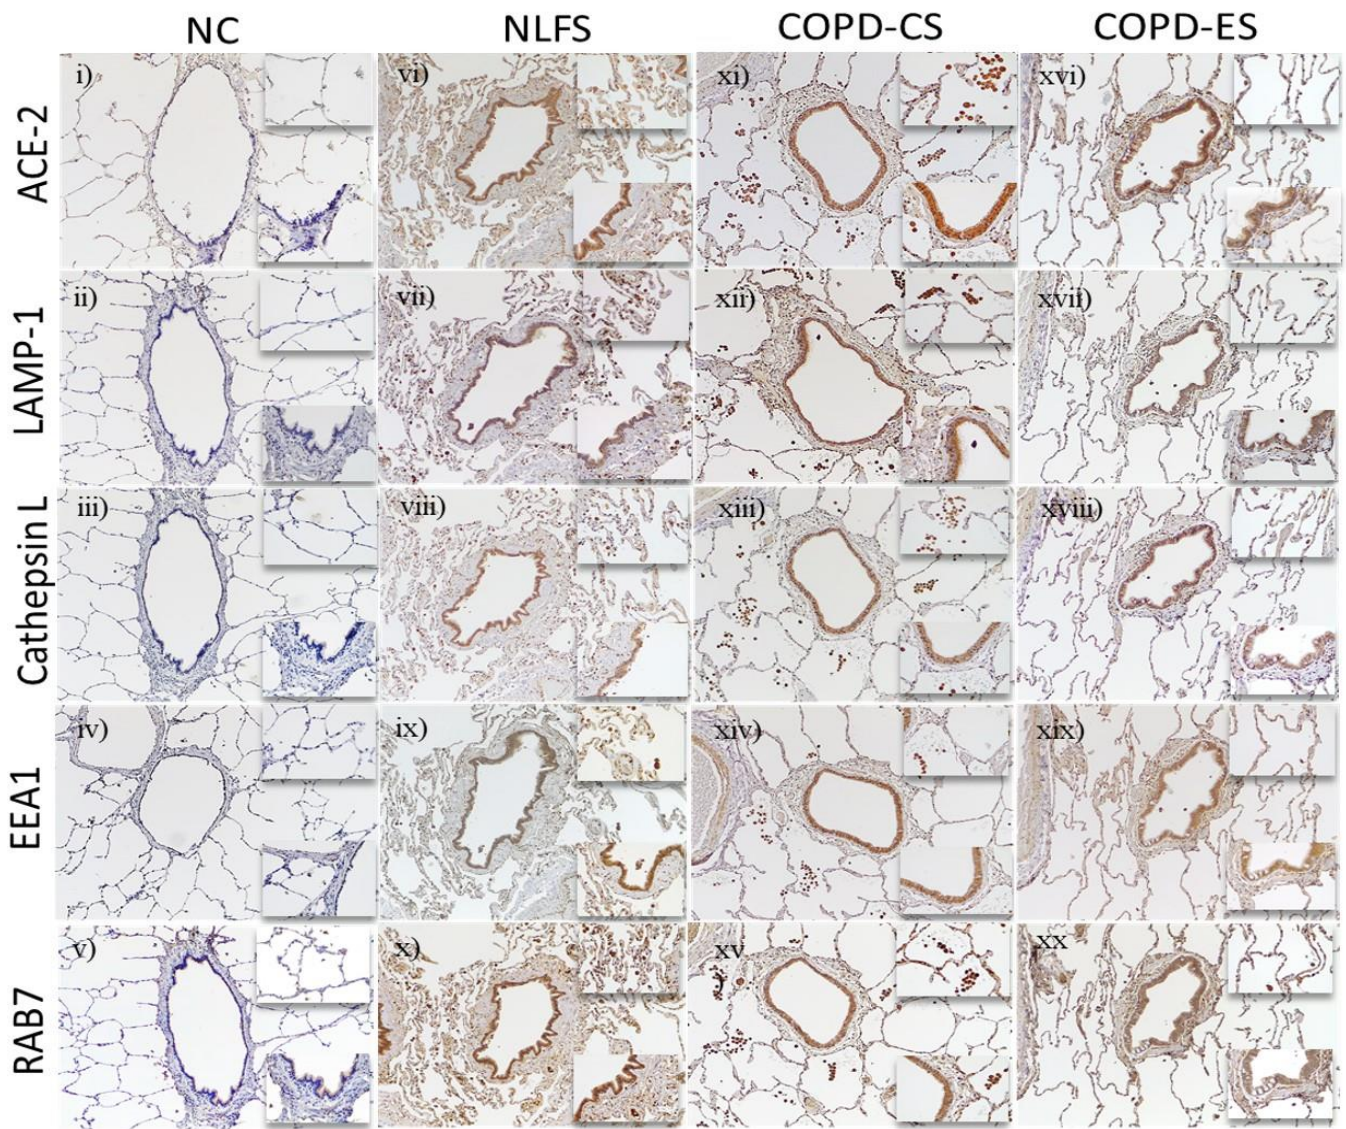 NC NLFS COPD-CS COPD-ES
ACE-2
i) vi) xi) xvi)
LAMP-1
ii) vii) xii) xvii)
Cathepsin L
iii) viii) xiii) xviii)
EEA1
iv) ix) xiv) xix)
RAB7
v) x) xv xx